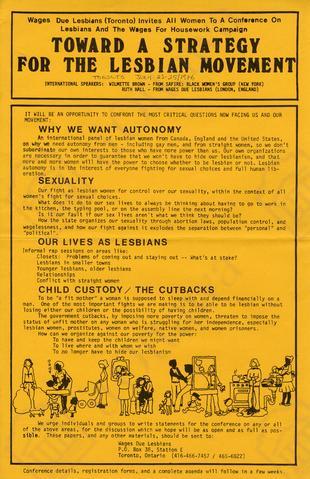 Wages Due Lesbians (Toronto) Invites All Women To A Conference On
Lesbians And The Wages For Housework Campaign
TOWARD A STRATEGY
FOR THE LESBIAN MOVEMENT
TORONTO JULY 1976
INTERNATIONAL SPEAKERS: WILMETTE BROWN - FROM SAFIRE: BLACK WOMEN'S GROUP (NEW YORK)
RUTH HALL - FROM WAGES DUE LESBIANS (LONDON, ENGLAND)
IT WILL BE AN OPPORTUNITY TO CONFRONT THE MOST CRITICAL QUESTIONS NOW FACING US AND OUR
MOVEMENT:
WHY WE WANT AUTONOMY
An international panel of lesbian women from Canada, England and the United States,
on why we need autonomy from men - including gay men, and from straight women, so we don't
subordinate our own interests to those who have more power than us. Our own organizations
are necessary in order to guarantee that we won't have to hide our lesbianism, and that
more and more women will have the power to choose whether to be lesbian or not. Lesbian
autonomy is in the interest of everyone fighting for sexual choices and full human lib-
eration.
SEXUALITY
Our fight as lesbian women for control over our sexuality, within the context of all
women's fight for sexual choices.
What does it do to our sex lives to always be thinking about having to go to work in
the kitchen, the typing pool, or on the assembly line the next morning?
Is it our fault if our sex lives aren't what we think they should be?
How the state organizes our sexuality through abortion laws, population control, and
wagelessness, and how our fight against it explodes the separation between "personal" and
"political".
OUR LIVES AS LESBIANS
Informal rap sessions on areas like:
Closets: Problems of coming out and staying out -- What's at stake?
Lesbians in smaller towns
Younger lesbians, older lesbians
Relationships
Conflict with straight women
CHILD CUSTODY/ THE CUTBACKS
To be "a fit mother" a woman is supposed to sleep with and depend financially on a
man. One of the most important fights we are making is to be able to be lesbian without
losing either our children or the possibility of having children.
The government cutbacks, by imposing more poverty on women, threaten to impose the
status of unfit mother on any woman who is struggling for her independence, especially
lesbian women, prostitutes, women on welfare, native women, and women prisoners.
How can we organize against our poverty for the power:
To have and keep the children we might want
To live where and with whom we wish
To no longer have to hide our lesbianism
We urge individuals and groups to write statements for the conference on any or all
of the above areas, for the discussion which we hope will be as open and as full as pos-
sible. These papers, and any other materials, should be sent to:
Wages Due Lesbians
P.O. Box 38, Station E
Toronto, Ontario (416-466-7457 / 465-6822)
Conference details, registration forms, and a complete agenda will follow in a few weeks.